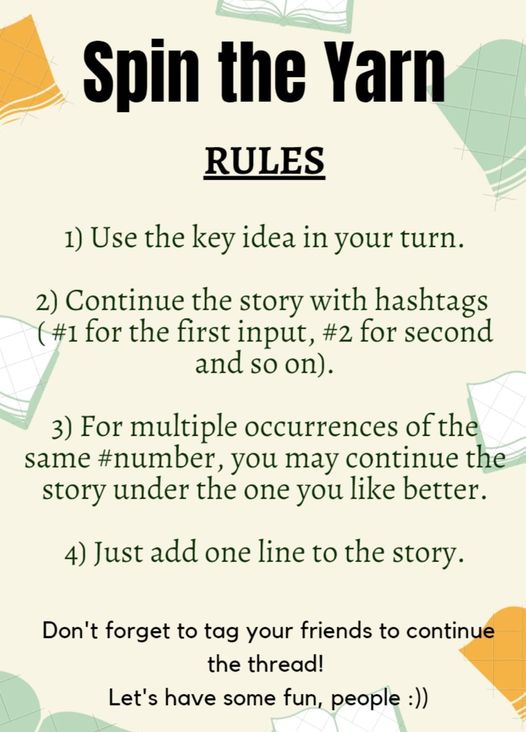 Spin the Yarn
RULES
1) Use the key idea in your turn.
2) Continue the story with hashtags
( #1 for the first input, #2 for second
and so on).
3) For multiple occurrences of the
same #number, you may continue the
story under the one you like better.
4) Just add one line to the story.
Don't forget to tag your friends to continue
the thread!
Let's have some fun, people :))